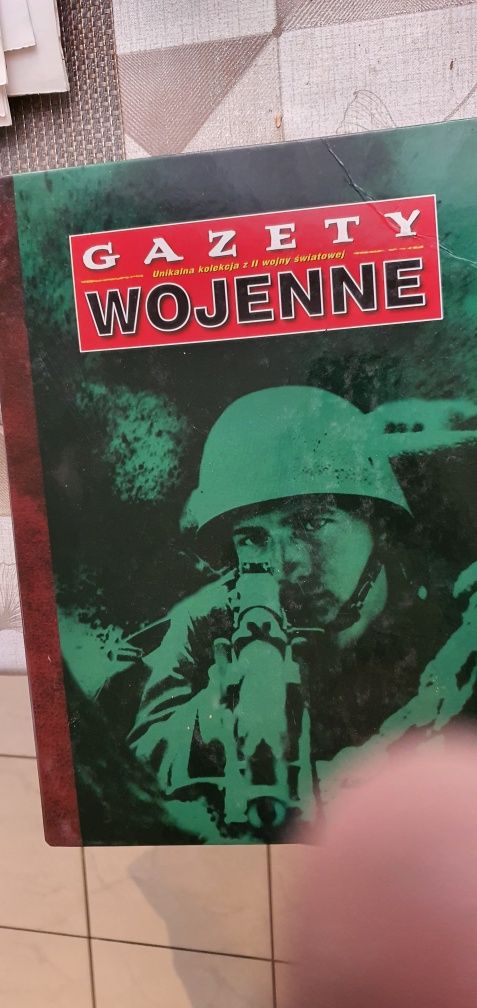 GAZETY
Unikalna kolekcja z II wojny światowej
WOJENNE